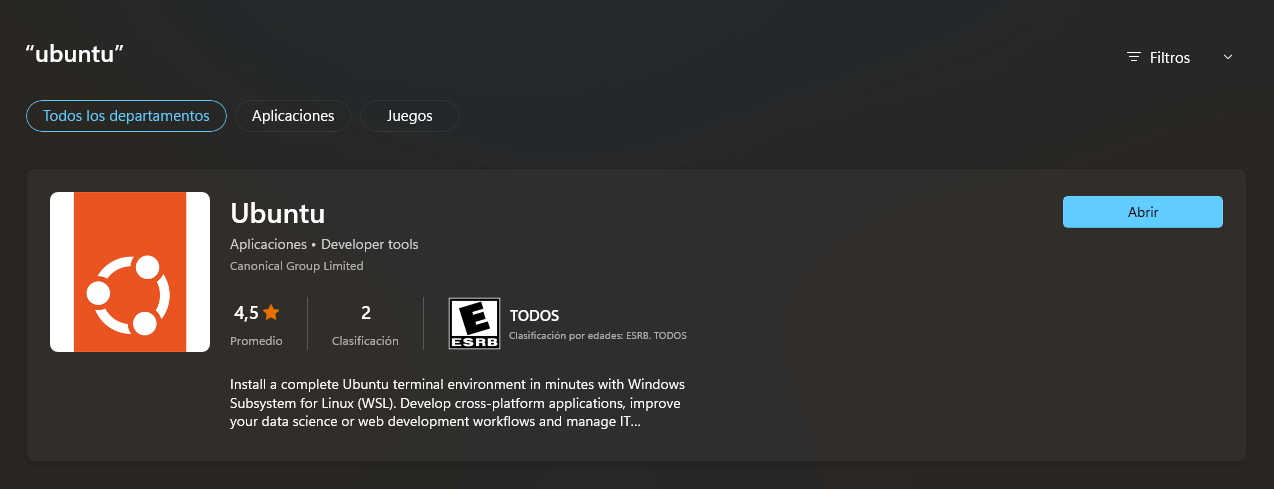 “ubuntu”
Filtros
Todos los departamentos
Aplicaciones
Juegos
Ubuntu
Abrir
Aplicaciones • Developer tools
Canonical Group Limited
4,5
Promedio
2
Clasificación
E
ESRB
TODOS
Clasificación por edades: ESRB. TODOS
Install a complete Ubuntu terminal environment in minutes with Windows
Subsystem for Linux (WSL). Develop cross-platform applications, improve
your data science or web development workflows and manage IT...